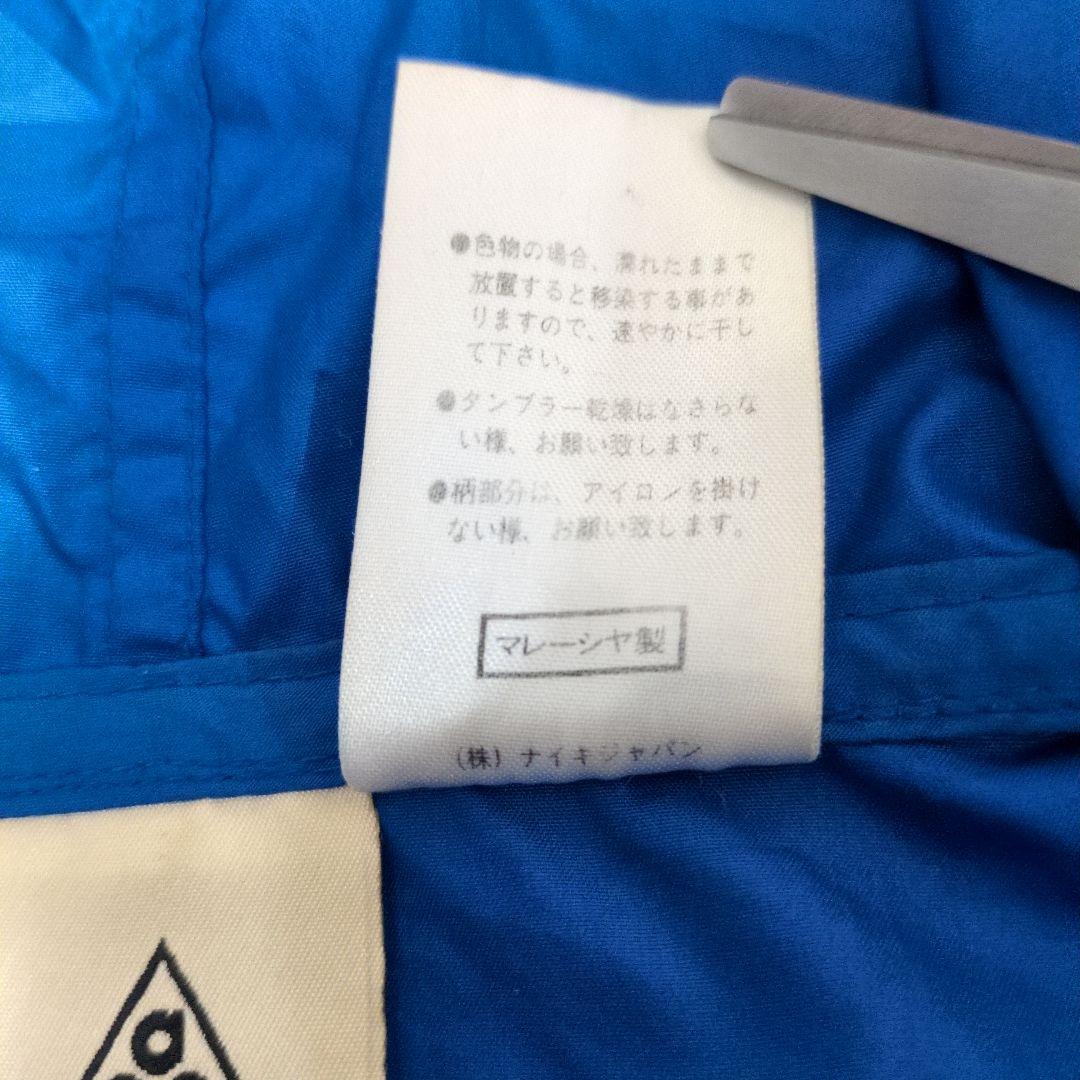 ●色物の場合、濡れたままで
放置すると移染する事があ
りますので、速やかに干し
て下さい。
●タンブラー乾燥はなさらな
い様、お願い致します。
●柄部分は、アイロンを掛け
ない様、お願い致します。
マレーシヤ製
(株) ナイキジャパン
a